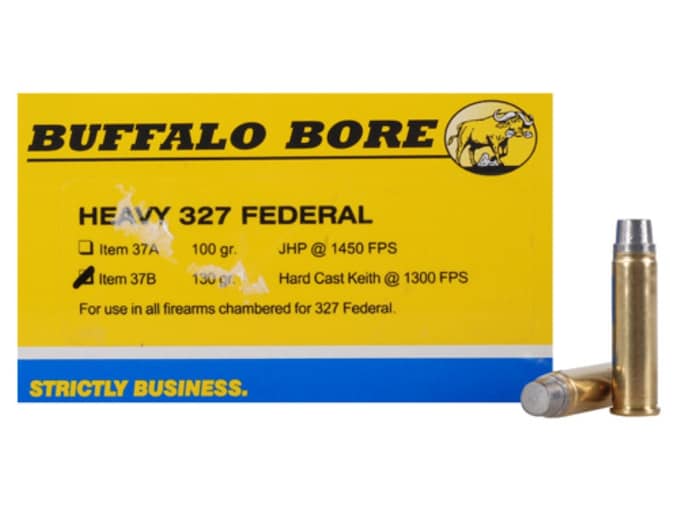 BUFFALO BORE
HEAVY 327 FEDERAL
Item 37A 100 gr. JHP @ 1450 FPS
Item 37B 130 gr. Hard Cast Keith @ 1300 FPS
For use in all firearms chambered for 327 Federal.
STRICTLY BUSINESS.